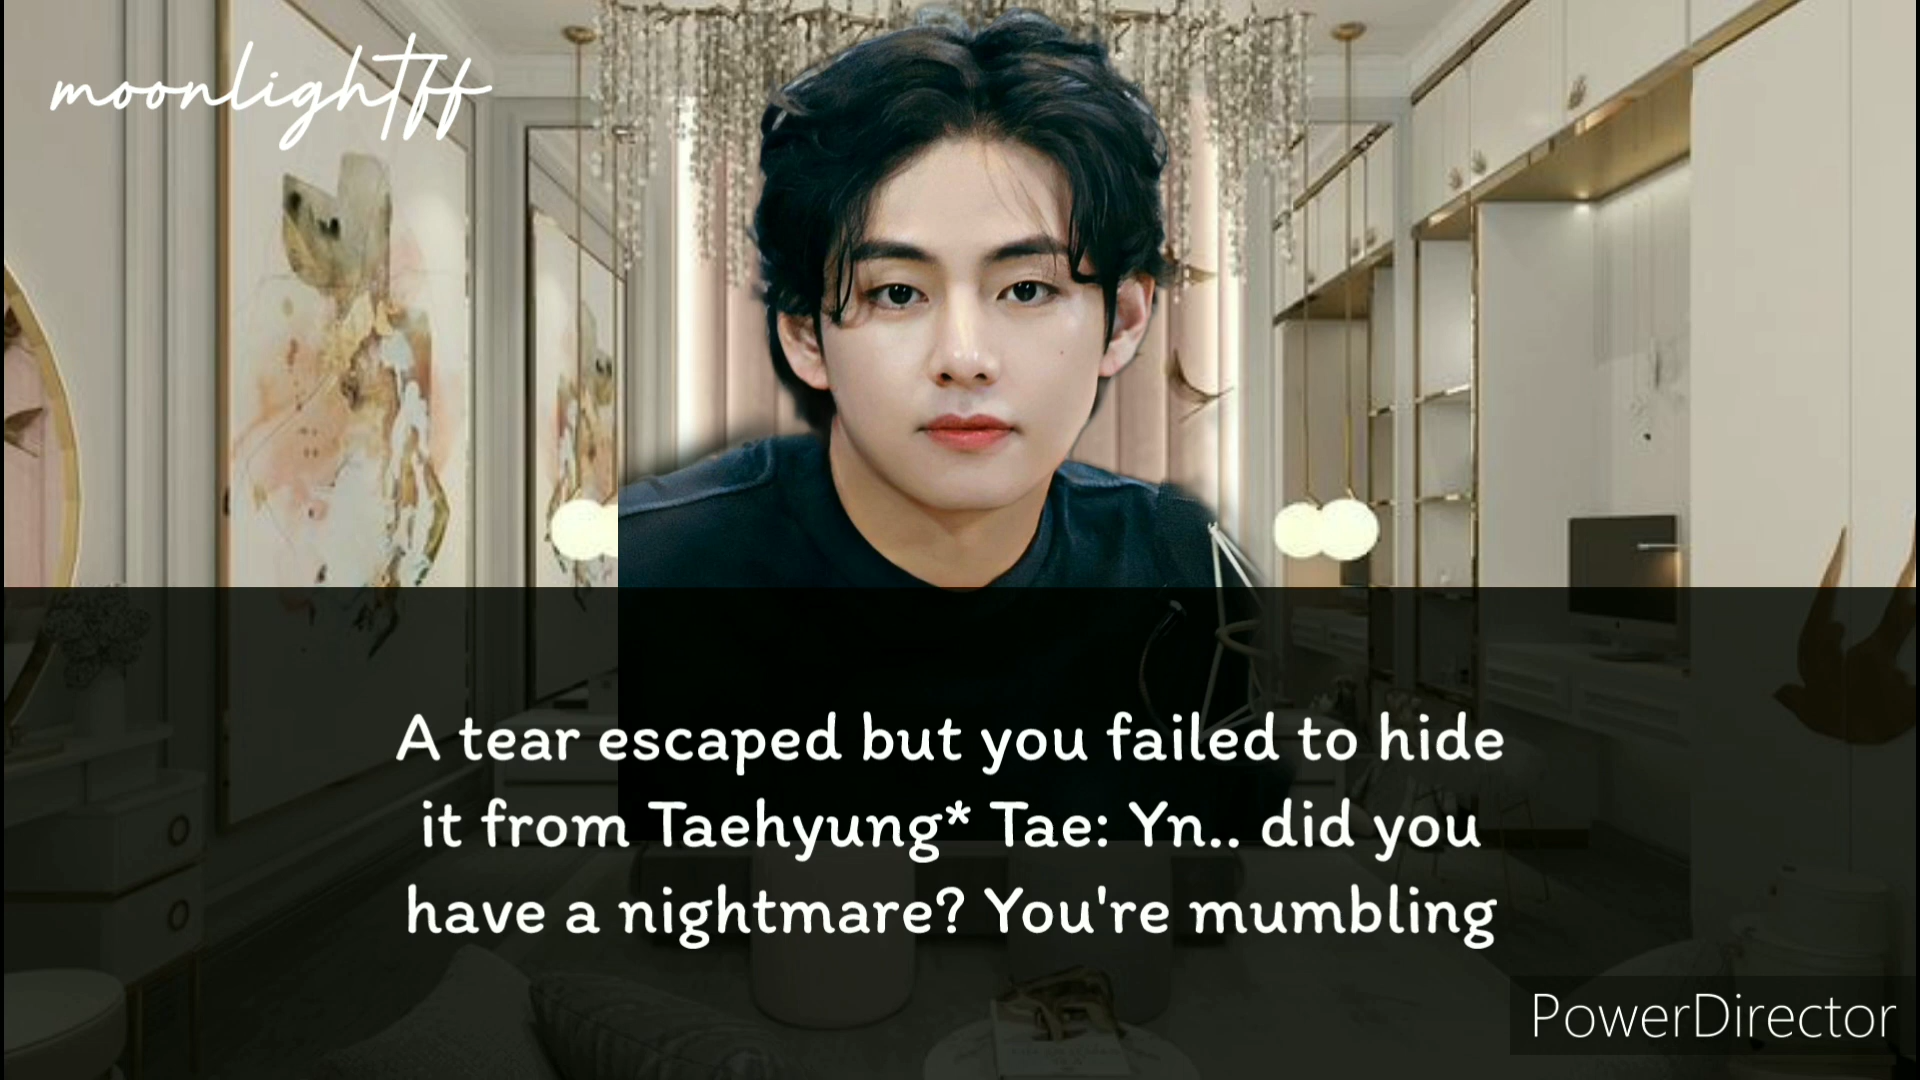 moonlightff
A tear escaped but you failed to hide
it from Taehyung* Tae: Yn.. did you
have a nightmare? You're mumbling
PowerDirector